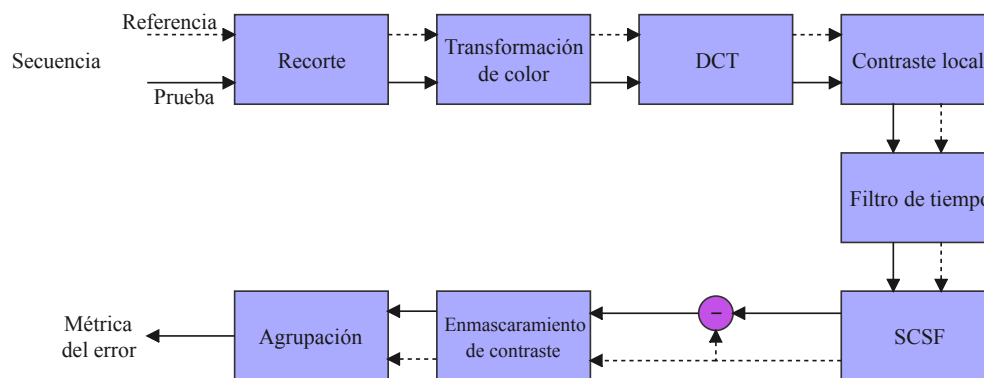 Referencia
Secuencia
Prueba
Recorte
Transformación
de color
DCT
Contraste local
Filtro de tiempo
SCSF
−
Enmascaramiento
de contraste
Agrupación
Métrica
del error